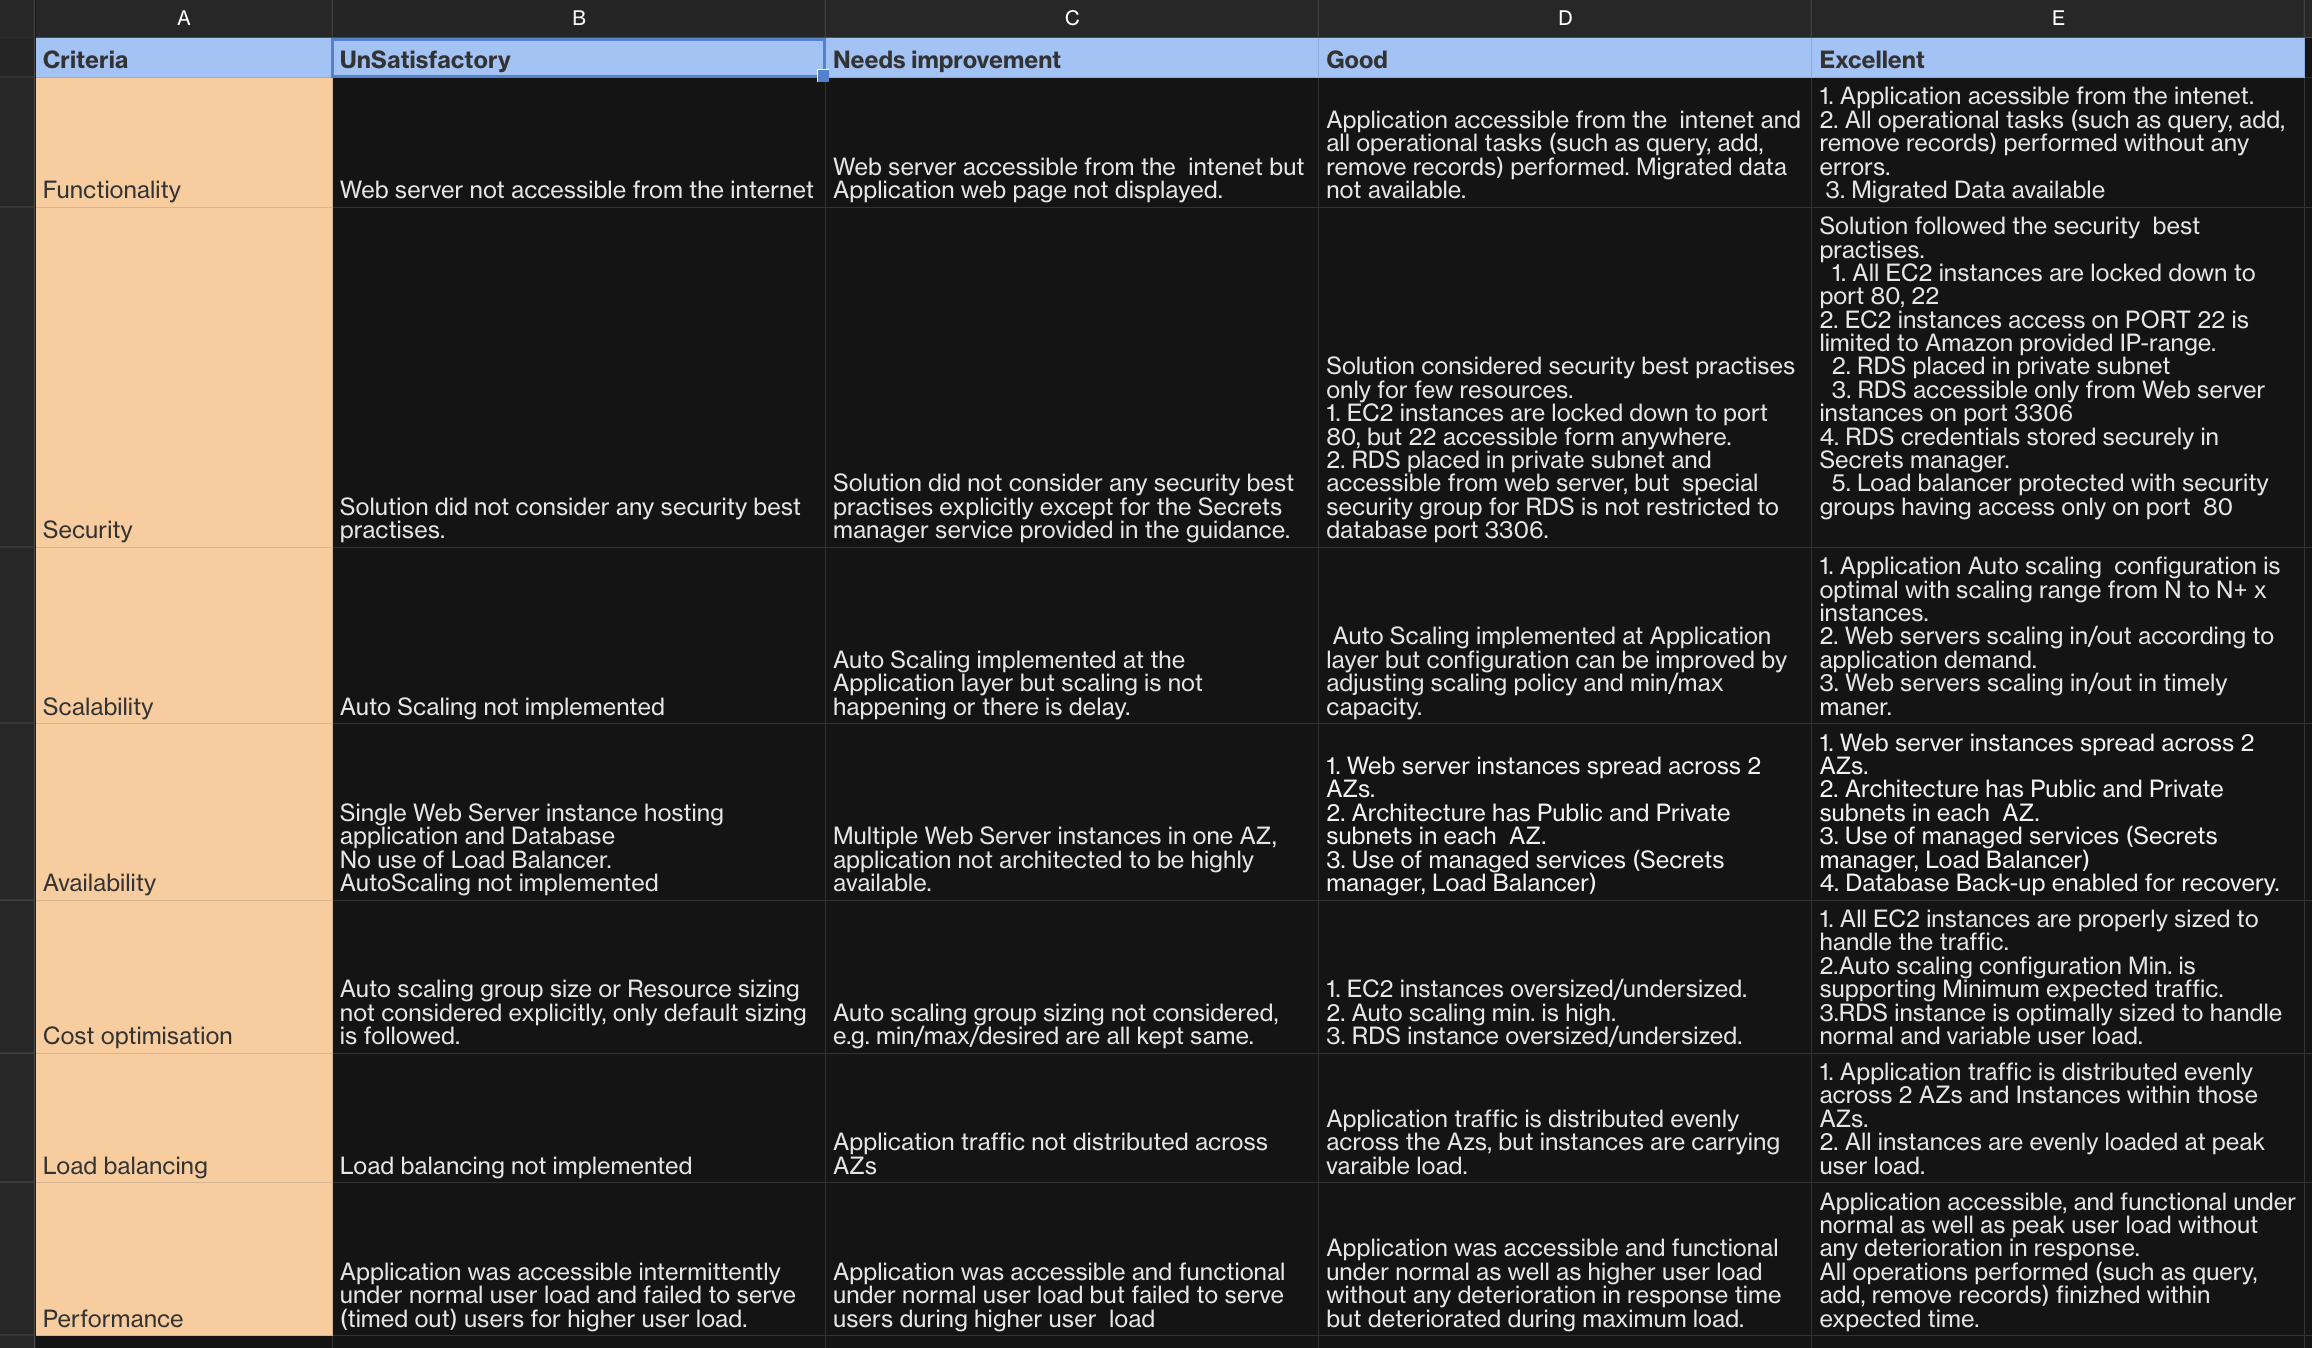 A B C D E
Criteria UnSatisfactory Needs improvement Good Excellent
Functionality
Web server not accessible from the internet
Web server accessible from the  intenet but
Application web page not displayed.
Application accessible from the  intenet and
all operational tasks (such as query, add,
remove records) performed. Migrated data
not available.
1. Application acessible from the intenet.
2. All operational tasks (such as query, add,
remove records) performed without any
errors.
3. Migrated Data available
Security
Solution did not consider any security best
practises.
Solution did not consider any security best
practises explicitly except for the Secrets
manager service provided in the guidance.
Solution considered security best practises
only for few resources.
1. EC2 instances are locked down to port
80, but 22 accessible form anywhere.
2. RDS placed in private subnet and
accessible from web server, but  special
security group for RDS is not restricted to
database port 3306.
Solution followed the security  best
practises.
1. All EC2 instances are locked down to
port 80, 22
2. EC2 instances access on PORT 22 is
limited to Amazon provided IP-range.
2. RDS placed in private subnet
3. RDS accessible only from Web server
instances on port 3306
4. RDS credentials stored securely in
Secrets manager.
5. Load balancer protected with security
groups having access only on port  80
Scalability
Auto Scaling not implemented
Auto Scaling implemented at the
Application layer but scaling is not
happening or there is delay.
Auto Scaling implemented at Application
layer but configuration can be improved by
adjusting scaling policy and min/max
capacity.
1. Application Auto scaling  configuration is
optimal with scaling range from N to N+ x
instances.
2. Web servers scaling in/out according to
application demand.
3. Web servers scaling in/out in timely
maner.
Availability
Single Web Server instance hosting
application and Database
No use of Load Balancer.
AutoScaling not implemented
Multiple Web Server instances in one AZ,
application not architected to be highly
available.
1. Web server instances spread across 2
AZs.
2. Architecture has Public and Private
subnets in each  AZ.
3. Use of managed services (Secrets
manager, Load Balancer)
1. Web server instances spread across 2
AZs.
2. Architecture has Public and Private
subnets in each  AZ.
3. Use of managed services (Secrets
manager, Load Balancer)
4. Database Back-up enabled for recovery.
Cost optimisation
Auto scaling group size or Resource sizing
not considered explicitly, only default sizing
is followed.
Auto scaling group sizing not considered,
e.g. min/max/desired are all kept same.
1. EC2 instances oversized/undersized.
2. Auto scaling min. is high.
3. RDS instance oversized/undersized.
1. All EC2 instances are properly sized to
handle the traffic.
2.Auto scaling configuration Min. is
supporting Minimum expected traffic.
3.RDS instance is optimally sized to handle
normal and variable user load.
Load balancing
Load balancing not implemented
Application traffic not distributed across
AZs
Application traffic is distributed evenly
across the Azs, but instances are carrying
varaible load.
1. Application traffic is distributed evenly
across 2 AZs and Instances within those
AZs.
2. All instances are evenly loaded at peak
user load.
Performance
Application was accessible intermittently
under normal user load and failed to serve
(timed out) users for higher user load.
Application was accessible and functional
under normal user load but failed to serve
users during higher user  load
Application was accessible and functional
under normal as well as higher user load
without any deterioration in response time
but deteriorated during maximum load.
Application accessible, and functional under
normal as well as peak user load without
any deterioration in response.
All operations performed (such as query,
add, remove records) finizhed within
expected time.